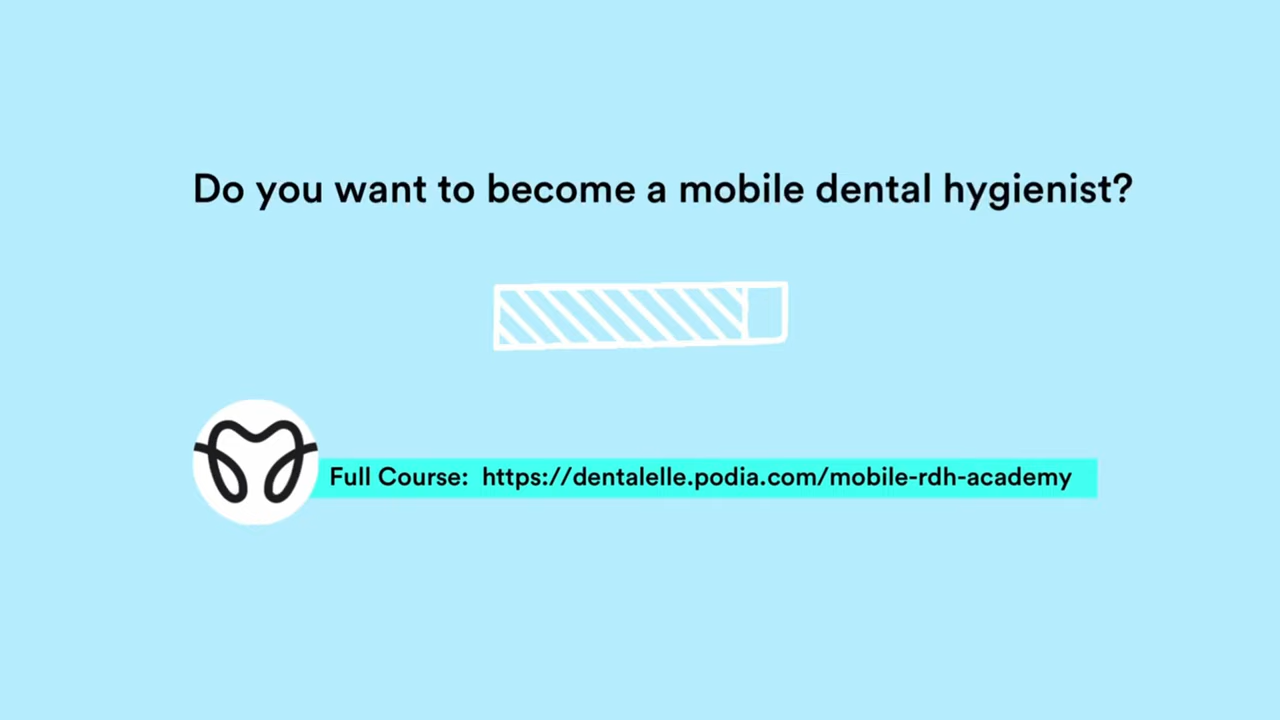 Do you want to become a mobile dental hygienist?
Full Course: https://dentalelle.podia.com/mobile-rdh-academy